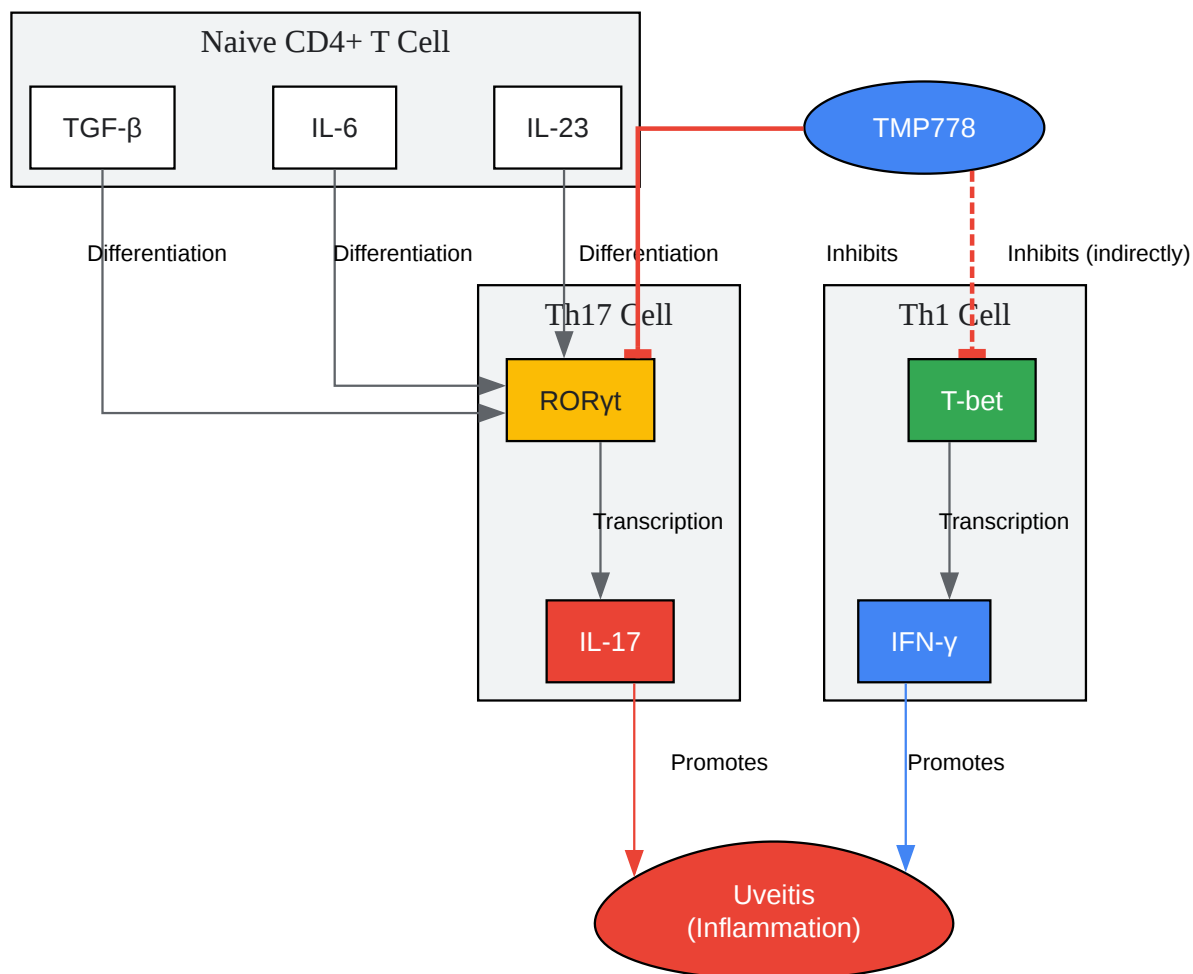 Naive CD4+ T Cell
TGF-β
IL-6
IL-23
TMP778
Differentiation
Differentiation
Differentiation
Inhibits
Inhibits (indirectly)
Th17 Cell
Th1 Cell
RORγt
T-bet
Transcription
Transcription
IL-17
IFN-γ
Promotes
Promotes
Uveitis
(Inflammation)